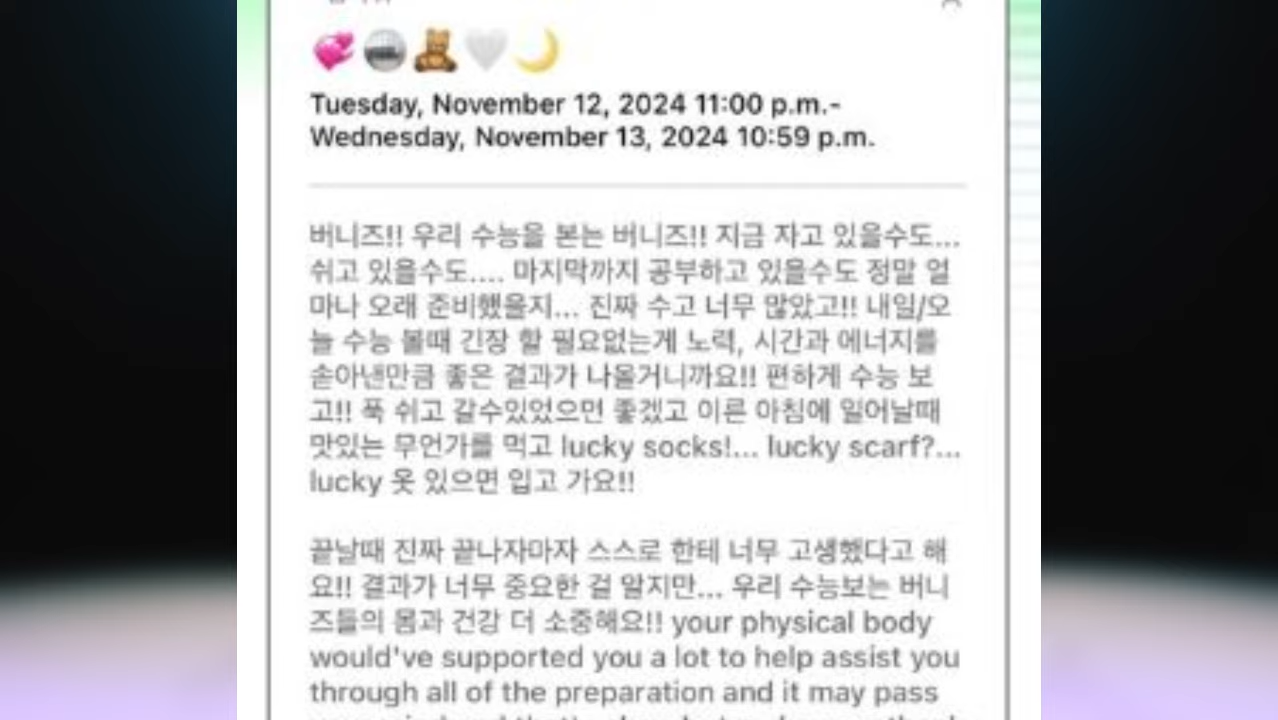 Tuesday, November 12, 2024 11:00 p.m.-
Wednesday, November 13, 2024 10:59 p.m.
버니즈!! 우리 수능을 본는 버니즈!! 지금 자고 있을수도...
쉬고 있을수도.... 마지막까지 공부하고 있을수도 정말 얼
마나 오래 준비했을지... 진짜 수고 너무 많았고!! 내일/오
늘 수능 볼때 긴장 할 필요없는게 노력, 시간과 에너지를
솓아낸만큼 좋은 결과가 나올거니까요!! 편하게 수능 보
고!! 푹 쉬고 갈수있었으면 좋겠고 이른 아침에 일어날때
맛있는 무언가를 먹고 lucky socks!... lucky scarf?...
lucky 옷 있으면 입고 가요!!
끝날때 진짜 끝나자마자 스스로 한테 너무 고생했다고 해
요!! 결과가 너무 중요한 걸 알지만... 우리 수능보는 버니
즈들의 몸과 건강 더 소중해요!! your physical body
would've supported you a lot to help assist you
through all of the preparation and it may pass